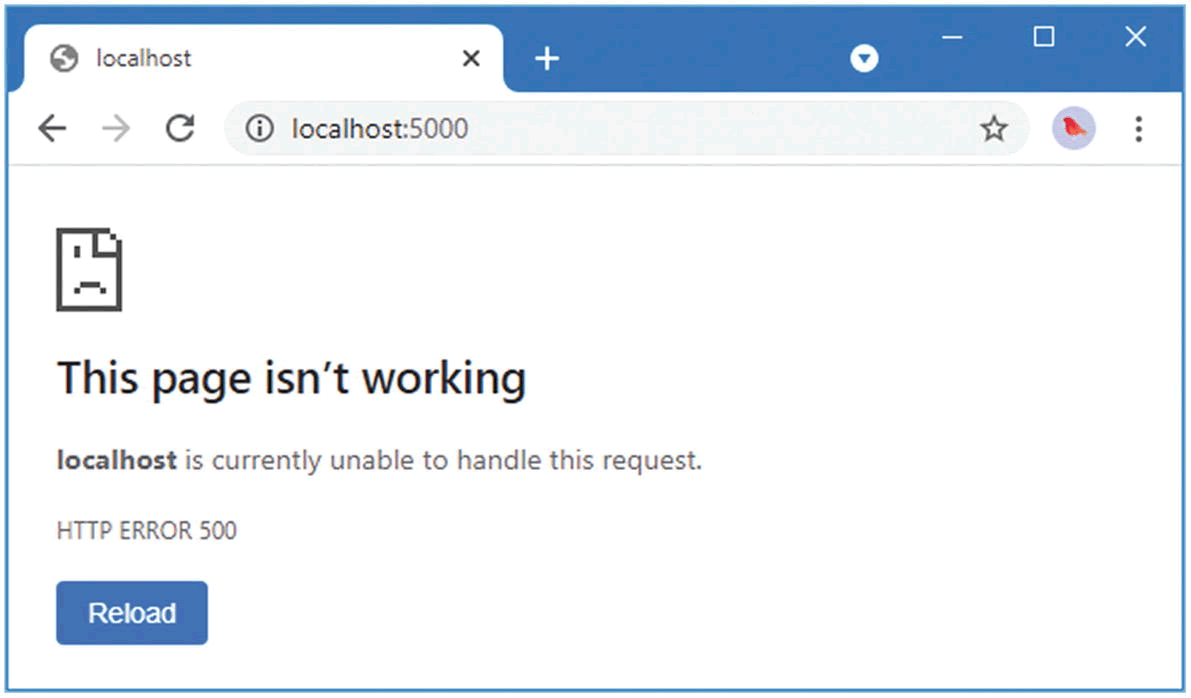 localhost
localhost:5000
This page isn’t working
localhost is currently unable to handle this request.
HTTP ERROR 500
Reload